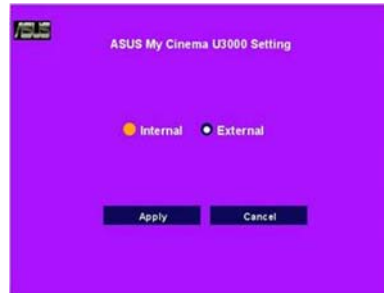 ASUS
ASUS My Cinema U3000 Setting
Internal
External
Apply
Cancel